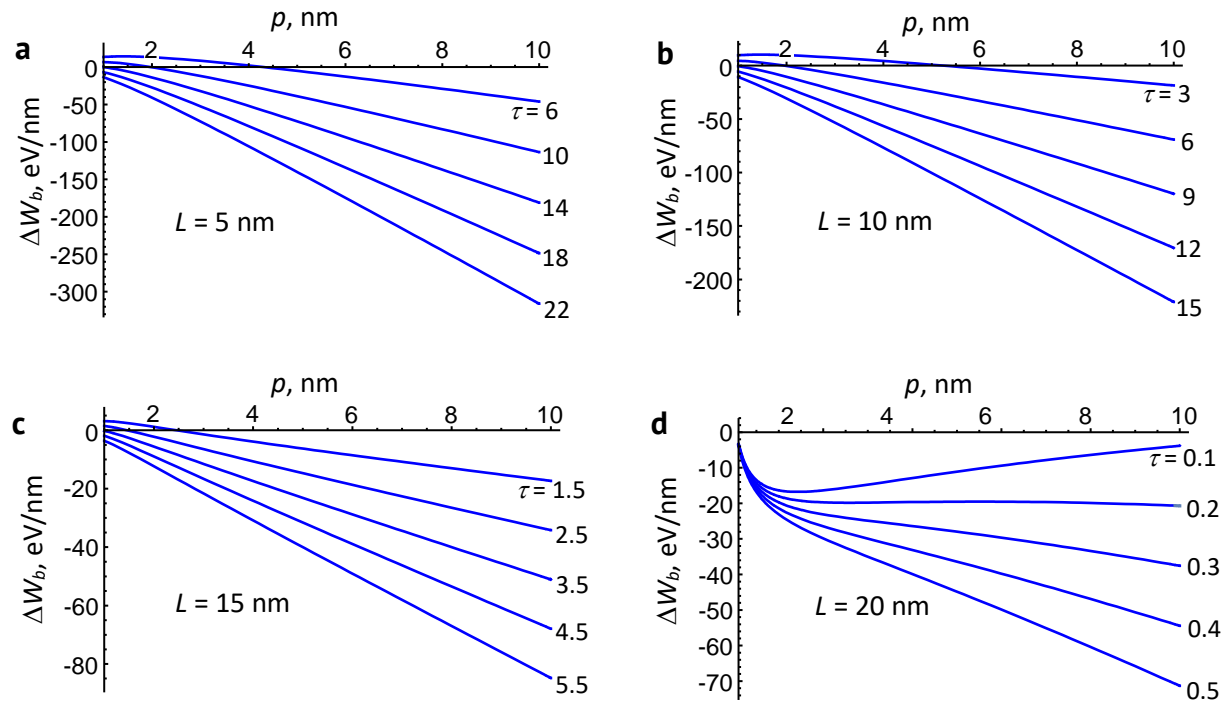 a
p, nm
2 4 6 8 10
0
-50
-100
-150
-200
-250
-300
ΔW_b, eV/nm
τ = 6
10
14
18
22
L = 5 nm
b
p, nm
2 4 6 8 10
0
-50
-100
-150
-200
ΔW_b, eV/nm
τ = 3
6
9
12
15
L = 10 nm
c
p, nm
2 4 6 8 10
0
-20
-40
-60
-80
ΔW_b, eV/nm
τ = 1.5
2.5
3.5
4.5
5.5
L = 15 nm
d
p, nm
2 4 6 8 10
0
-10
-20
-30
-40
-50
-60
-70
ΔW_b, eV/nm
τ = 0.1
0.2
0.3
0.4
0.5
L = 20 nm